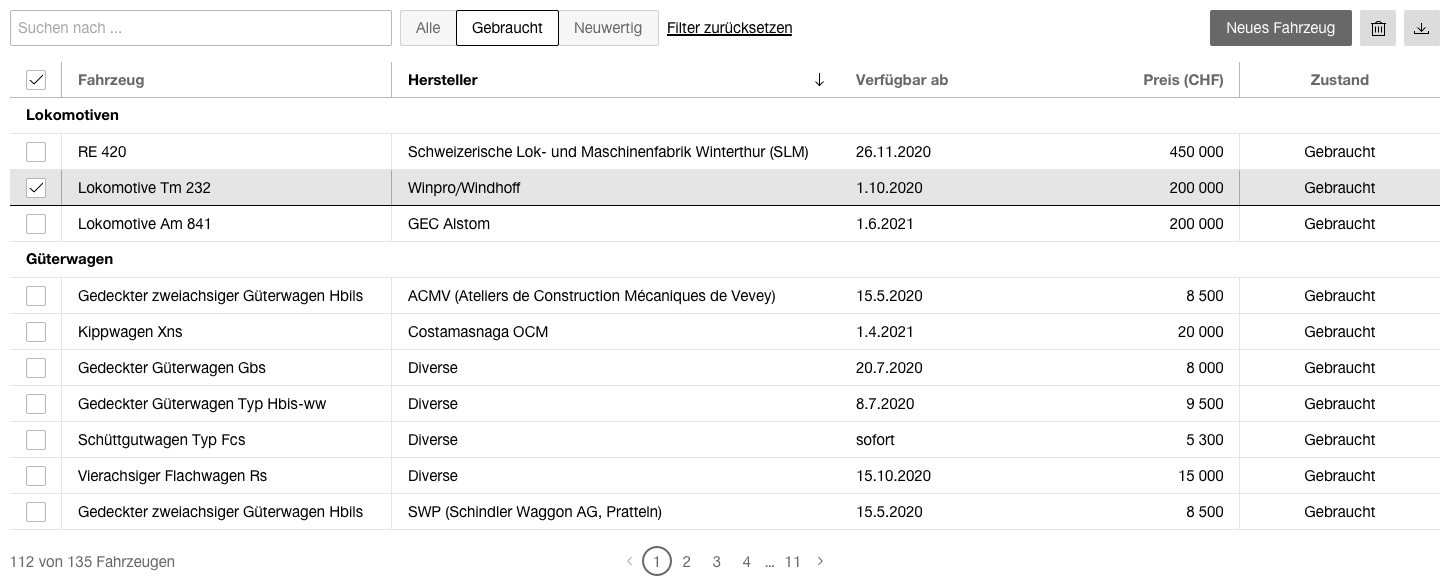 Suchen nach ... Alle Gebraucht Neuwertig Filter zurücksetzen Neues Fahrzeug
Fahrzeug Hersteller Verfügbar ab Preis (CHF) Zustand
Lokomotiven
RE 420 Schweizerische Lok- und Maschinenfabrik Winterthur (SLM) 26.11.2020 450 000 Gebraucht
Lokomotive Tm 232 Winpro/Windhoff 1.10.2020 200 000 Gebraucht
Lokomotive Am 841 GEC Alstom 1.6.2021 200 000 Gebraucht
Güterwagen
Gedeckter zweiachsiger Güterwagen Hbils ACMV (Ateliers de Construction Mécaniques de Vevey) 15.5.2020 8 500 Gebraucht
Kippwagen Xns Costamasnaga OCM 1.4.2021 20 000 Gebraucht
Gedeckter Güterwagen Gbs Diverse 20.7.2020 8 000 Gebraucht
Gedeckter Güterwagen Typ Hbis-ww Diverse 8.7.2020 9 500 Gebraucht
Schüttgutwagen Typ Fcs Diverse sofort 5 300 Gebraucht
Vierachsiger Flachwagen Rs Diverse 15.10.2020 15 000 Gebraucht
Gedeckter zweiachsiger Güterwagen Hbils SWP (Schindler Waggon AG, Pratteln) 15.5.2020 8 500 Gebraucht
112 von 135 Fahrzeugen 1 2 3 4 ... 11